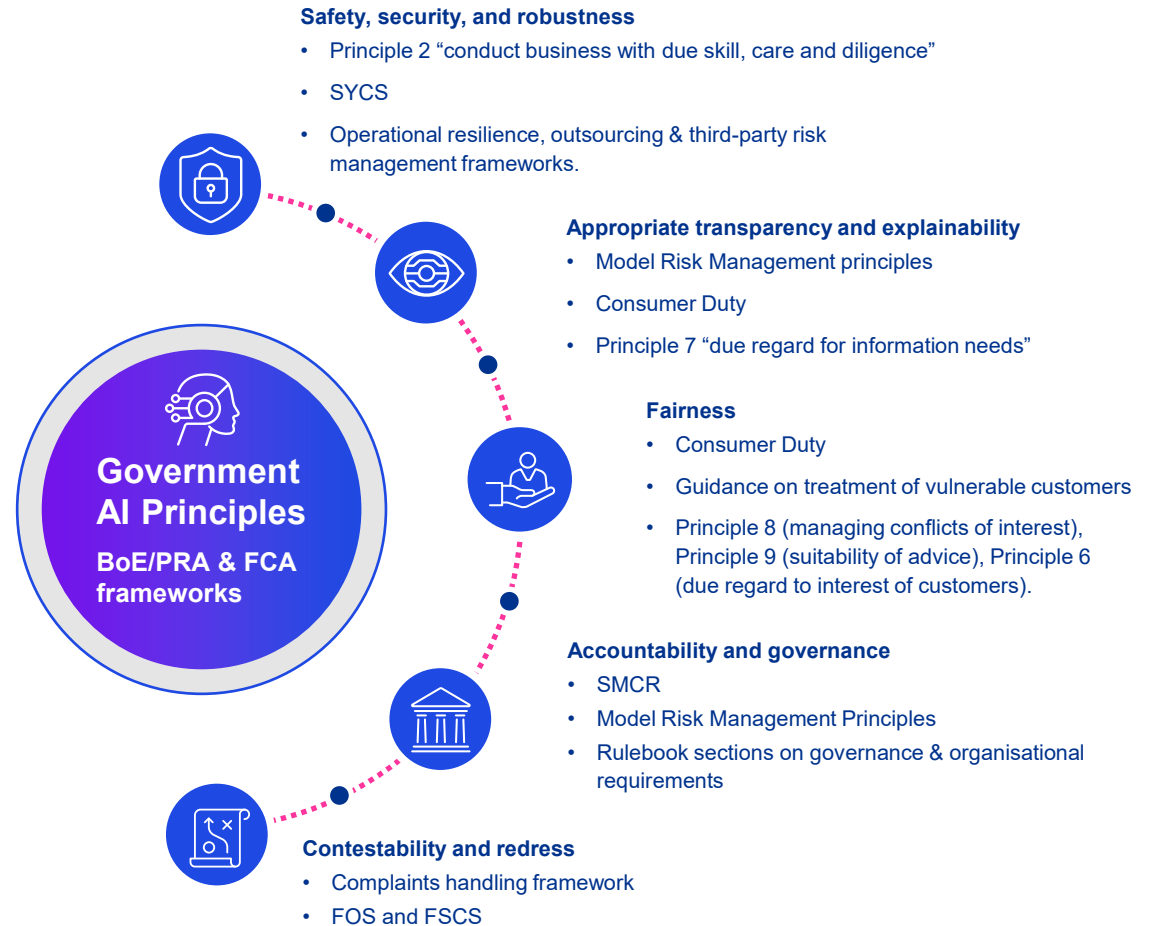 Safety, security, and robustness
• Principle 2 “conduct business with due skill, care and diligence”
• SYCS
• Operational resilience, outsourcing & third-party risk
management frameworks.
Appropriate transparency and explainability
• Model Risk Management principles
• Consumer Duty
• Principle 7 “due regard for information needs”
Fairness
• Consumer Duty
• Guidance on treatment of vulnerable customers
• Principle 8 (managing conflicts of interest),
Principle 9 (suitability of advice), Principle 6
(due regard to interest of customers).
Government
AI Principles
BoE/PRA & FCA
frameworks
Accountability and governance
• SMCR
• Model Risk Management Principles
• Rulebook sections on governance & organisational
requirements
Contestability and redress
• Complaints handling framework
• FOS and FSCS